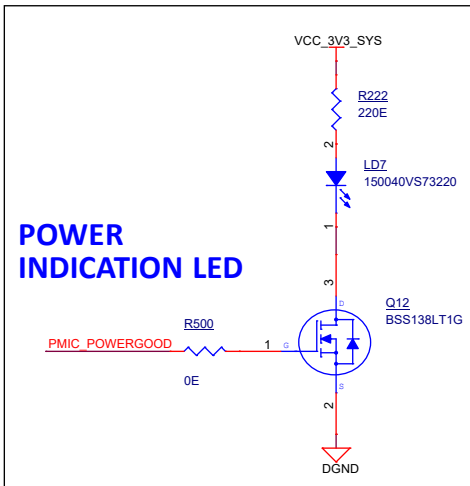 VCC_3V3_SYS
R222
220E
2
LD7
150040VS73220
1
POWER
INDICATION LED
3
D
Q12
BSS138LT1G
R500
PMIC_POWERGOOD
1
G
0E
S
2
DGND